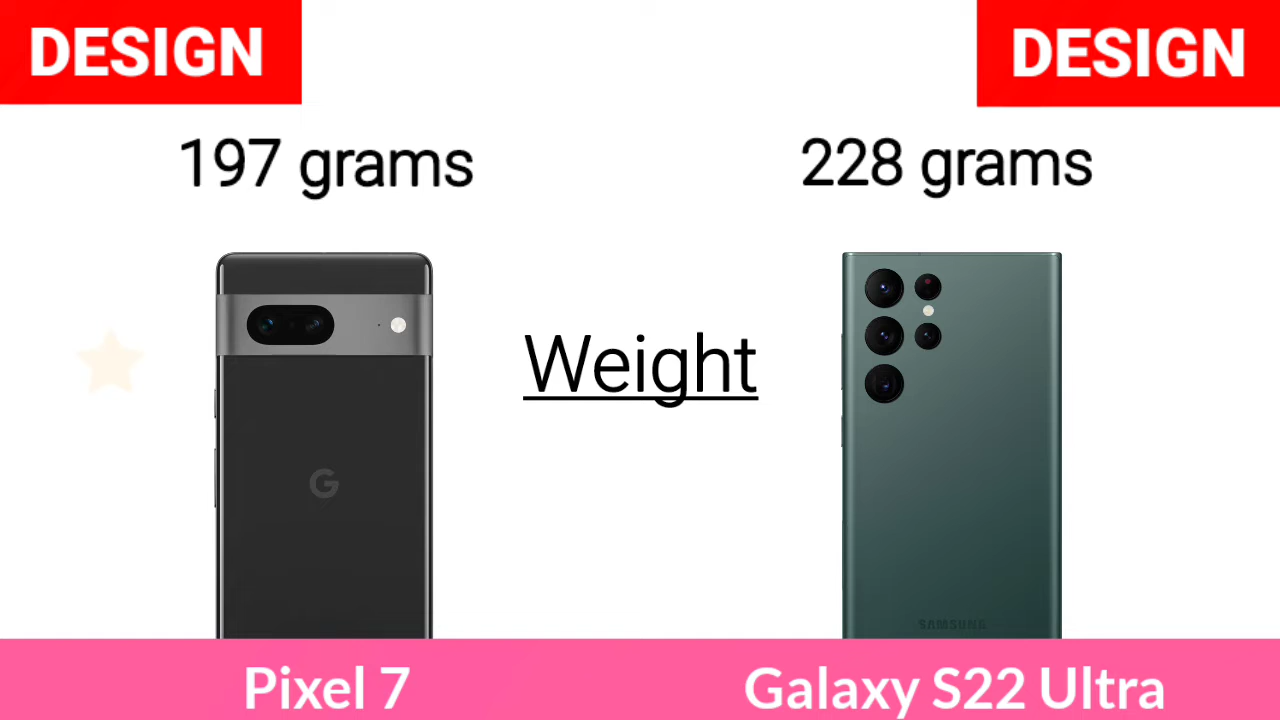 DESIGN
DESIGN
197 grams
228 grams
Weight
G
SAMSUNG
Pixel 7
Galaxy S22 Ultra